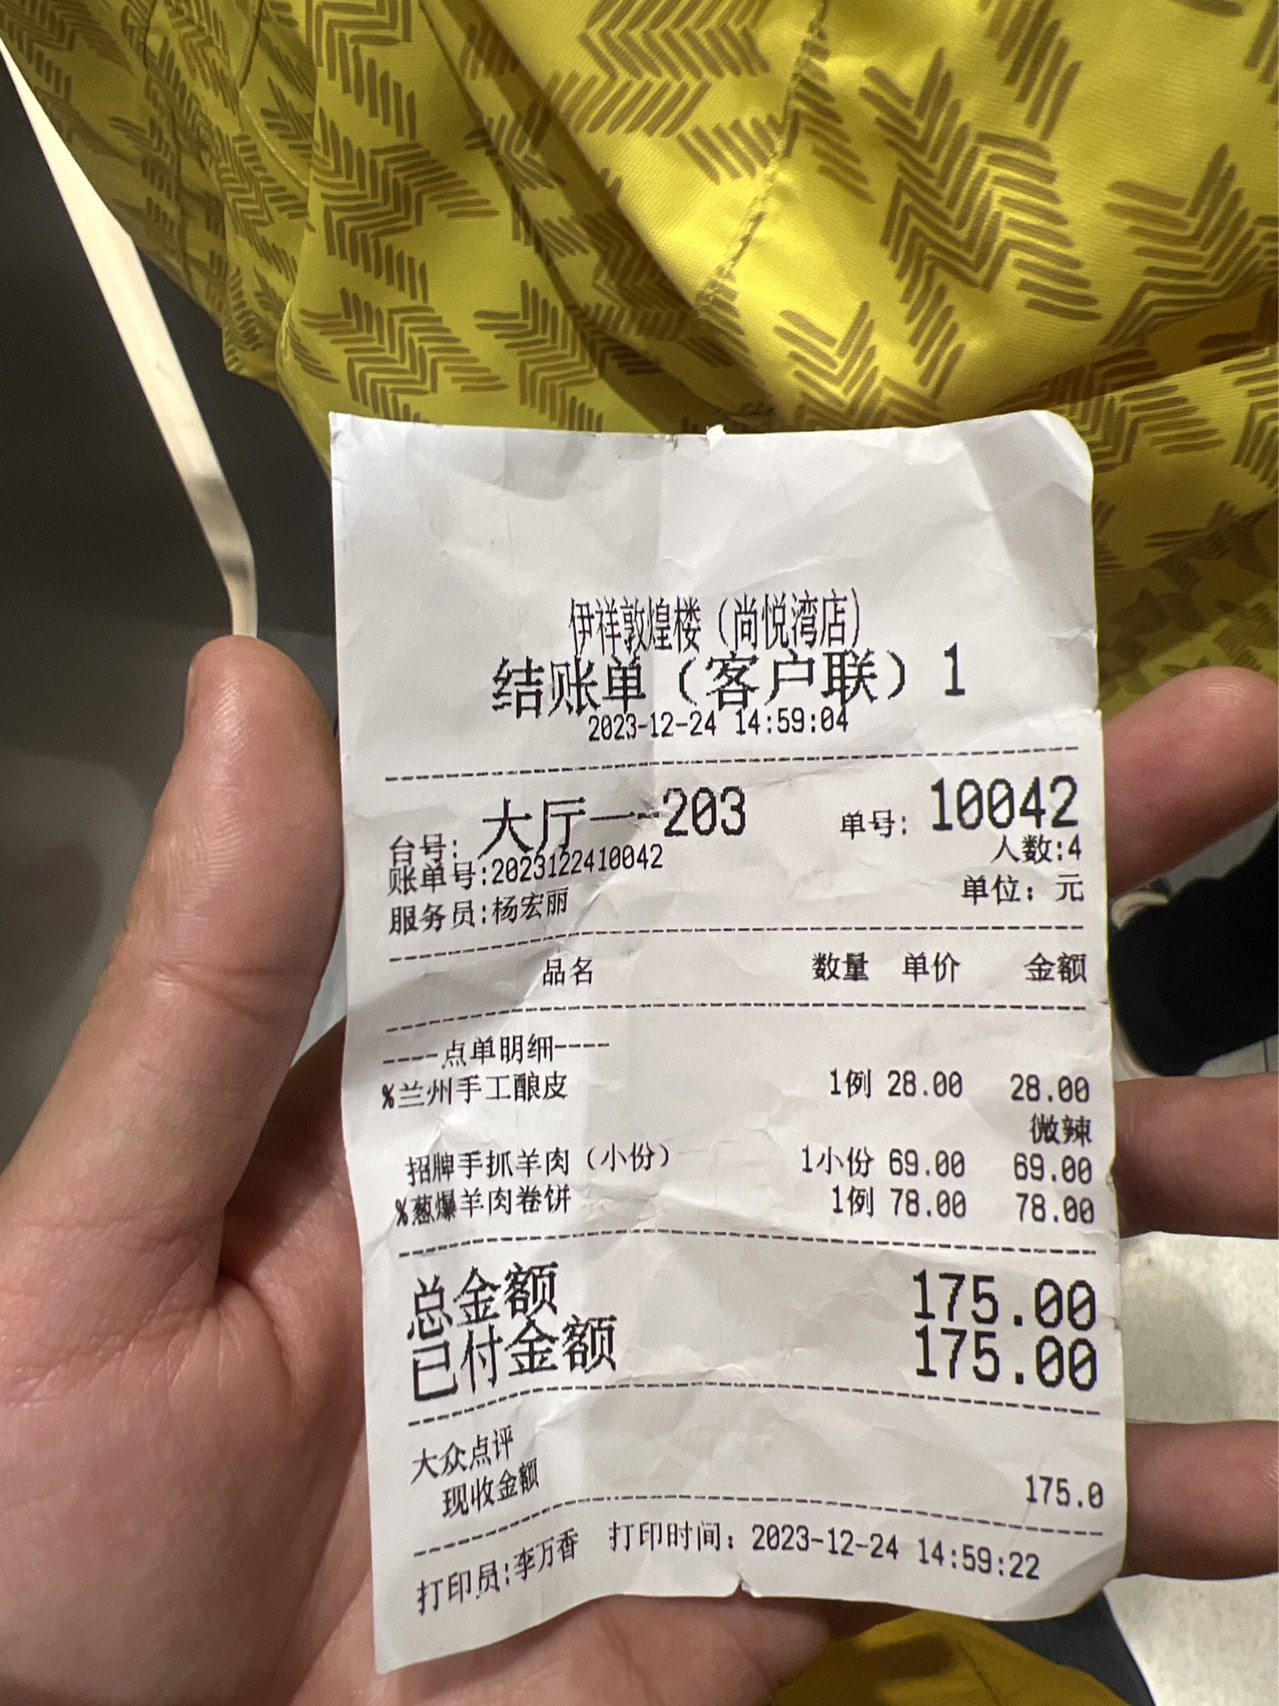 伊祥敦煌楼（尚悦湾店）
结账单（客户联）1
2023-12-24 14:59:04
台号: 大厅一-203 单号: 10042
人数:4
账单号:2023122410042
单位: 元
服务员:杨宏丽
品名 数量 单价 金额
----点单明细----
%兰州手工酿皮 1例 28.00 28.00
微辣
招牌手抓羊肉（小份） 1小份 69.00 69.00
%葱爆羊肉卷饼 1例 78.00 78.00
总金额 175.00
已付金额 175.00
大众点评
现收金额 175.0
打印员:李万香 打印时间: 2023-12-24 14:59:22